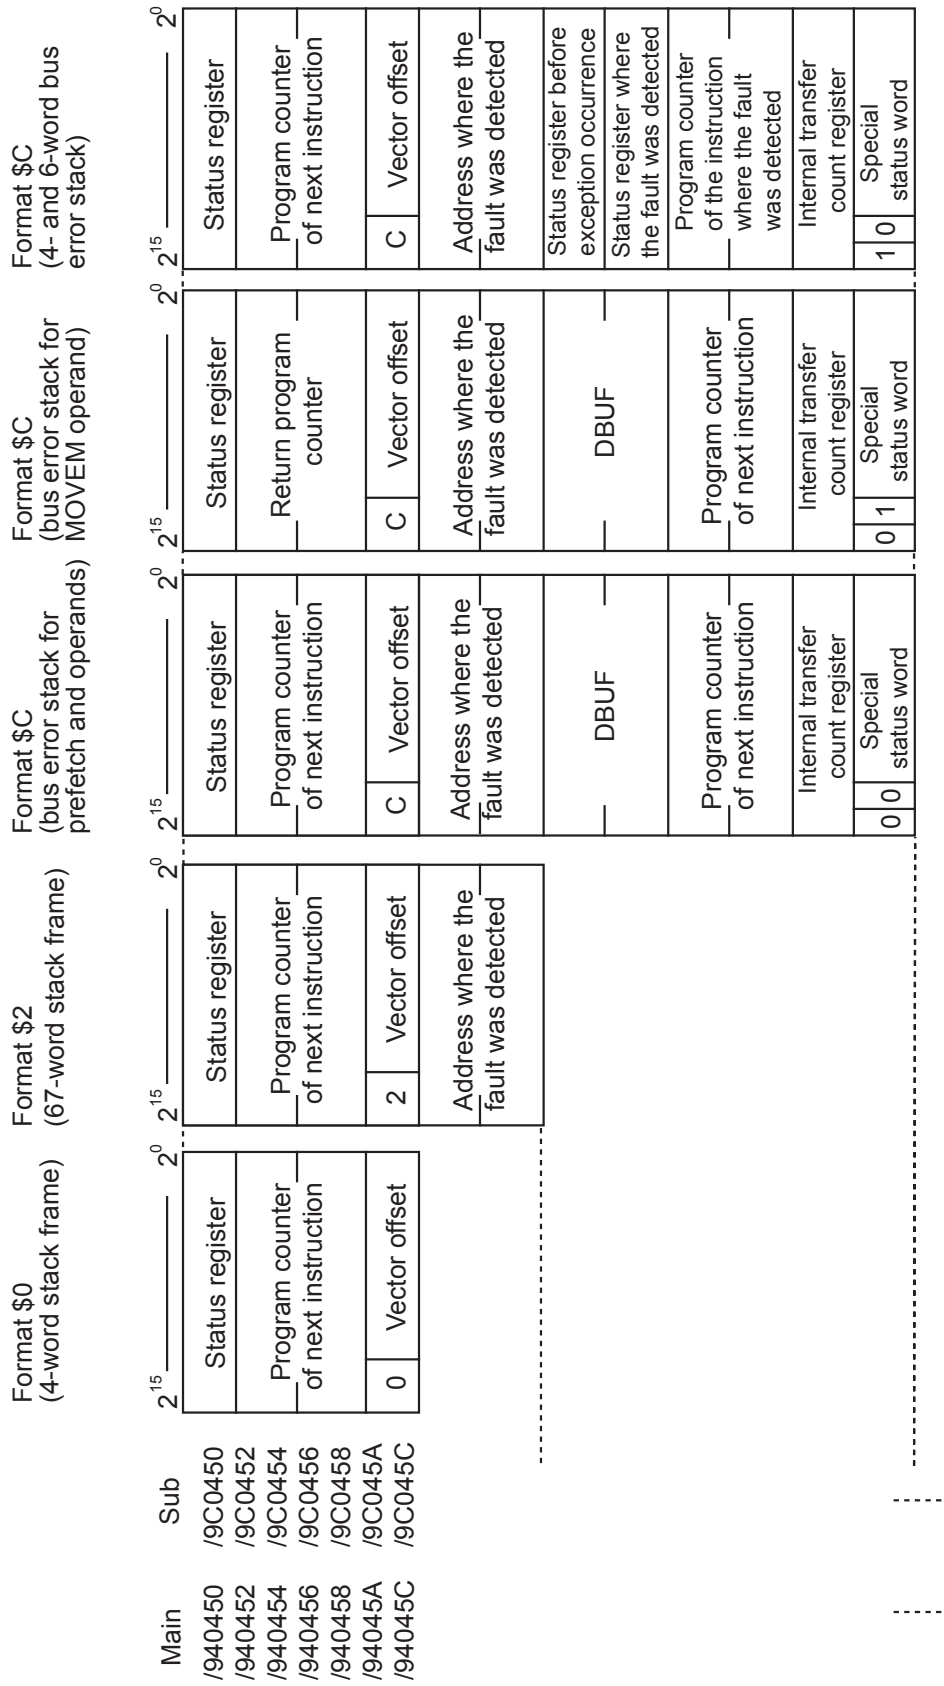 Main
Sub
/940450
/9C0450
/940452
/9C0452
/940454
/9C0454
/940456
/9C0456
/940458
/9C0458
/94045A
/9C045A
/94045C
/9C045C
Format $0
(4-word stack frame)
2^15
2^0
Status register
Program counter
of next instruction
0
Vector offset
Format $2
(67-word stack frame)
2^15
2^0
Status register
Program counter
of next instruction
2
Vector offset
Address where the
fault was detected
Format $C
(bus error stack for
prefetch and operands)
2^15
2^0
Status register
Program counter
of next instruction
C
Vector offset
Address where the
fault was detected
DBUF
Program counter
of next instruction
Internal transfer
count register
0 0
Special
status word
Format $C
(bus error stack for
MOVEM operand)
2^15
2^0
Status register
Return program
counter
C
Vector offset
Address where the
fault was detected
DBUF
Program counter
of next instruction
Internal transfer
count register
0 1
Special
status word
Format $C
(4- and 6-word bus
error stack)
2^15
2^0
Status register
Program counter
of next instruction
C
Vector offset
Address where the
fault was detected
Status register before
exception occurrence
Status register where
the fault was detected
Program counter
of the instruction
where the fault
was detected
Internal transfer
count register
1 0
Special
status word